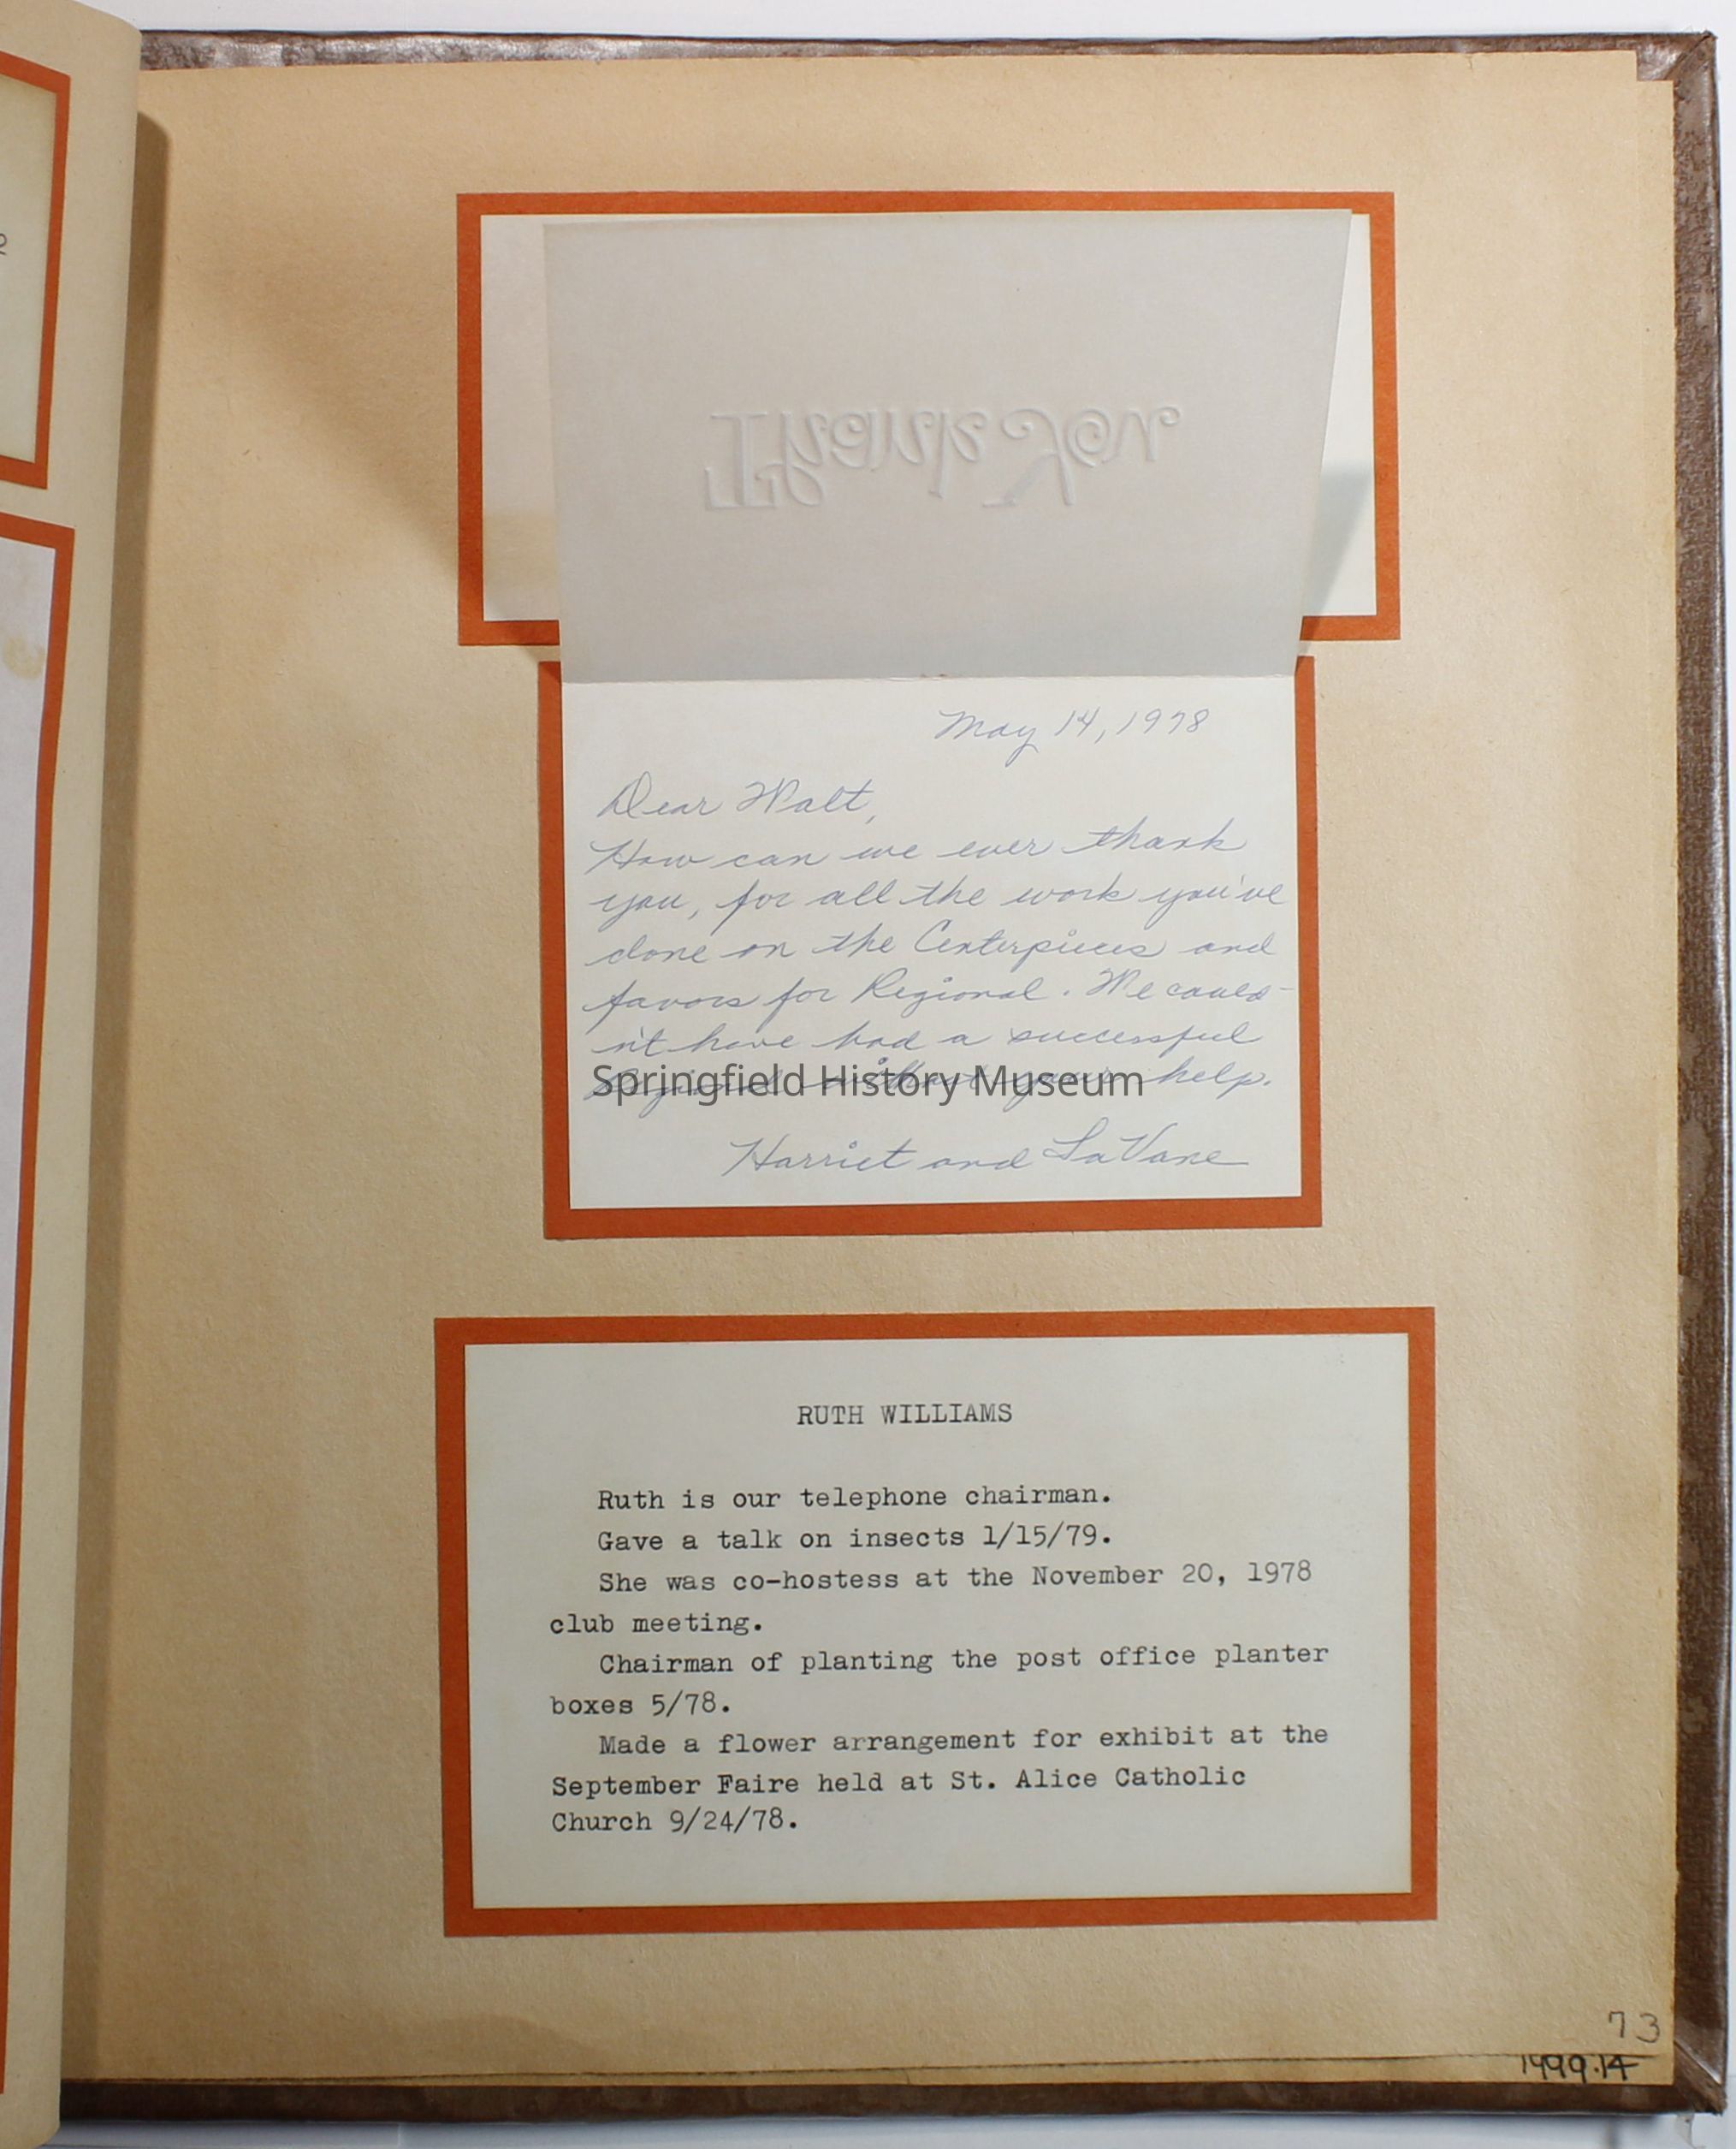 Thank You
May 14, 1978
Dear Walt,
How can we ever thank
you, for all the work you've
done on the Centerpieces and
favors for Regional. We could-
n't have had a successful
Regional without your help.
Harriet and LaVane
Springfield History Museum
RUTH WILLIAMS
Ruth is our telephone chairman.
Gave a talk on insects 1/15/79.
She was co-hostess at the November 20, 1978
club meeting.
Chairman of planting the post office planter
boxes 5/78.
Made a flower arrangement for exhibit at the
September Faire held at St. Alice Catholic
Church 9/24/78.
73
1999.14